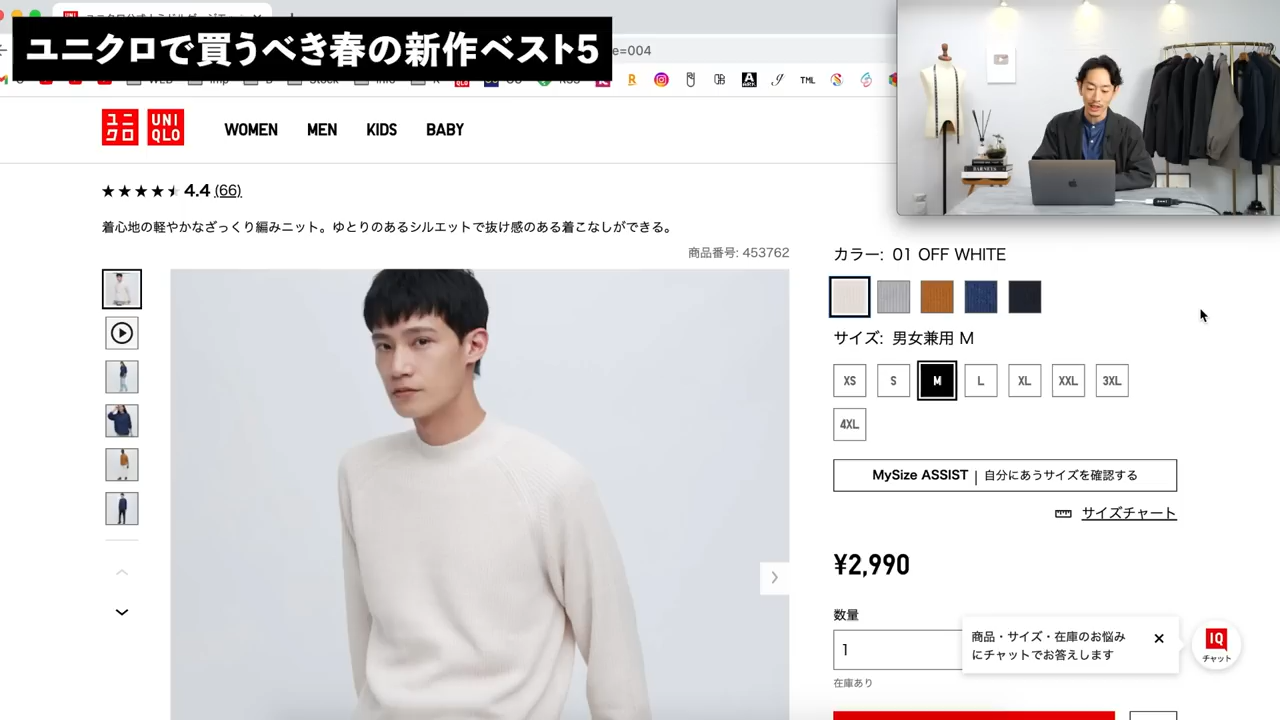 ユニクロで買うべき春の新作ベスト5
e=004
TML
ユニクロ
UNI QLO
WOMEN MEN KIDS BABY
4.4 (66)
着心地の軽やかなざっくり編みニット。ゆとりのあるシルエットで抜け感のある着こなしができる。
商品番号: 453762
カラー: 01 OFF WHITE
サイズ: 男女兼用 M
XS S M L XL XXL 3XL
4XL
MySize ASSIST | 自分にあうサイズを確認する
サイズチャート
¥2,990
数量
1
在庫あり
商品・サイズ・在庫のお悩み
にチャットでお答えします
IQ
チャット